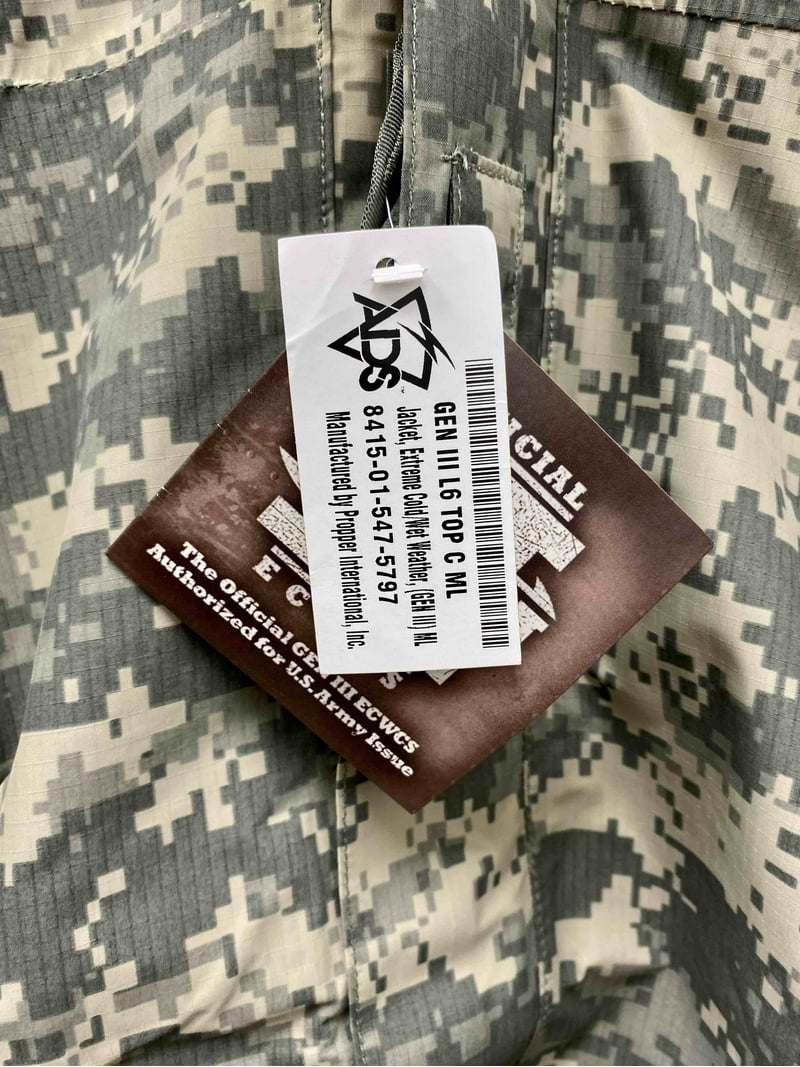 ADS
GEN III L6 TOP C ML
Jacket, Extreme Cold/Wet Weather, (GEN III) ML
8415-01-547-5797
Manufactured by Propper International, Inc.
The Official GEN III ECWCS
Authorized for U.S. Army Issue